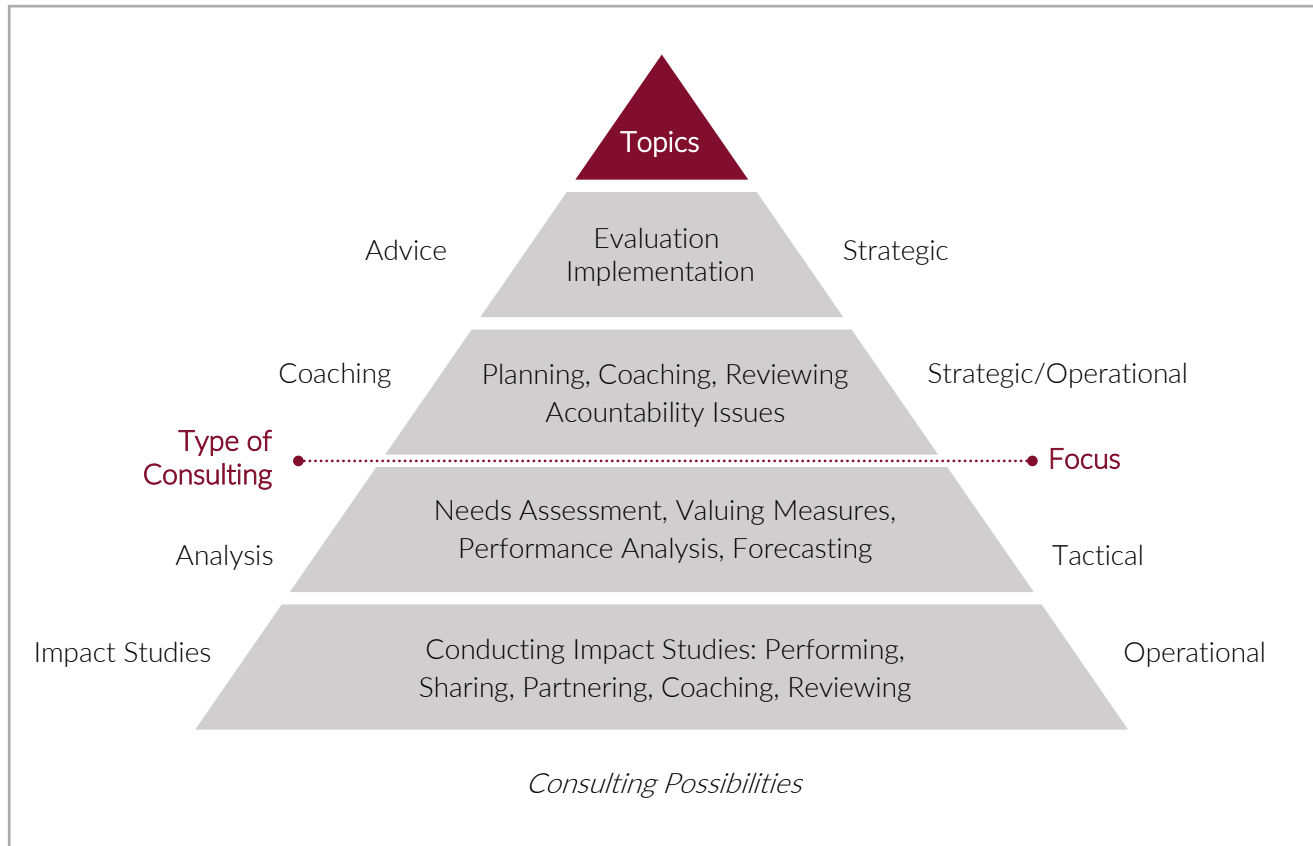 Topics
Advice
Evaluation
Implementation
Strategic
Coaching
Planning, Coaching, Reviewing
Acountability Issues
Strategic/Operational
Type of
Consulting
Focus
Analysis
Needs Assessment, Valuing Measures,
Performance Analysis, Forecasting
Tactical
Impact Studies
Conducting Impact Studies: Performing,
Sharing, Partnering, Coaching, Reviewing
Operational
Consulting Possibilities